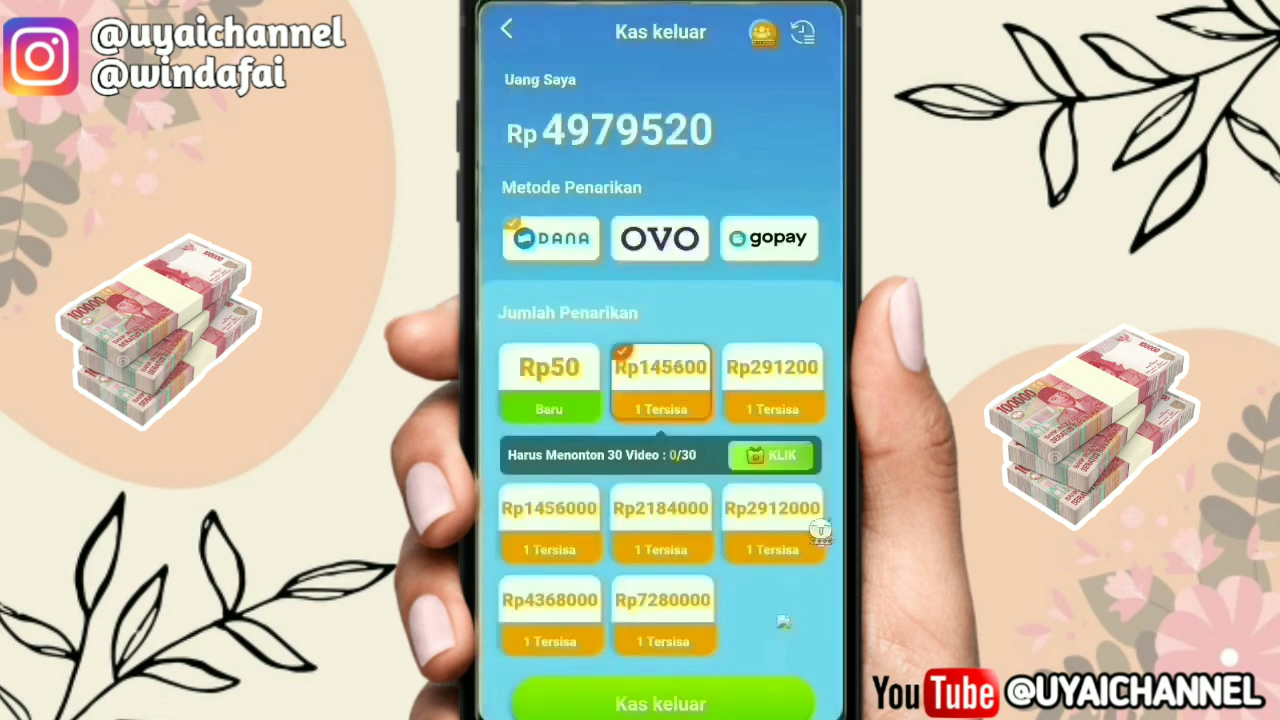 @uyaichannel
@windafai
Kas keluar
Uang Saya
Rp 4979520
Metode Penarikan
DANA OVO gopay
Jumlah Penarikan
Rp50 Rp145600 Rp291200
Baru 1 Tersisa 1 Tersisa
Harus Menonton 30 Video : 0/30 KLIK
Rp1456000 Rp2184000 Rp2912000
1 Tersisa 1 Tersisa 1 Tersisa
Rp4368000 Rp7280000
1 Tersisa 1 Tersisa
Kas keluar
100000
100000
YouTube @UYAICHANNEL